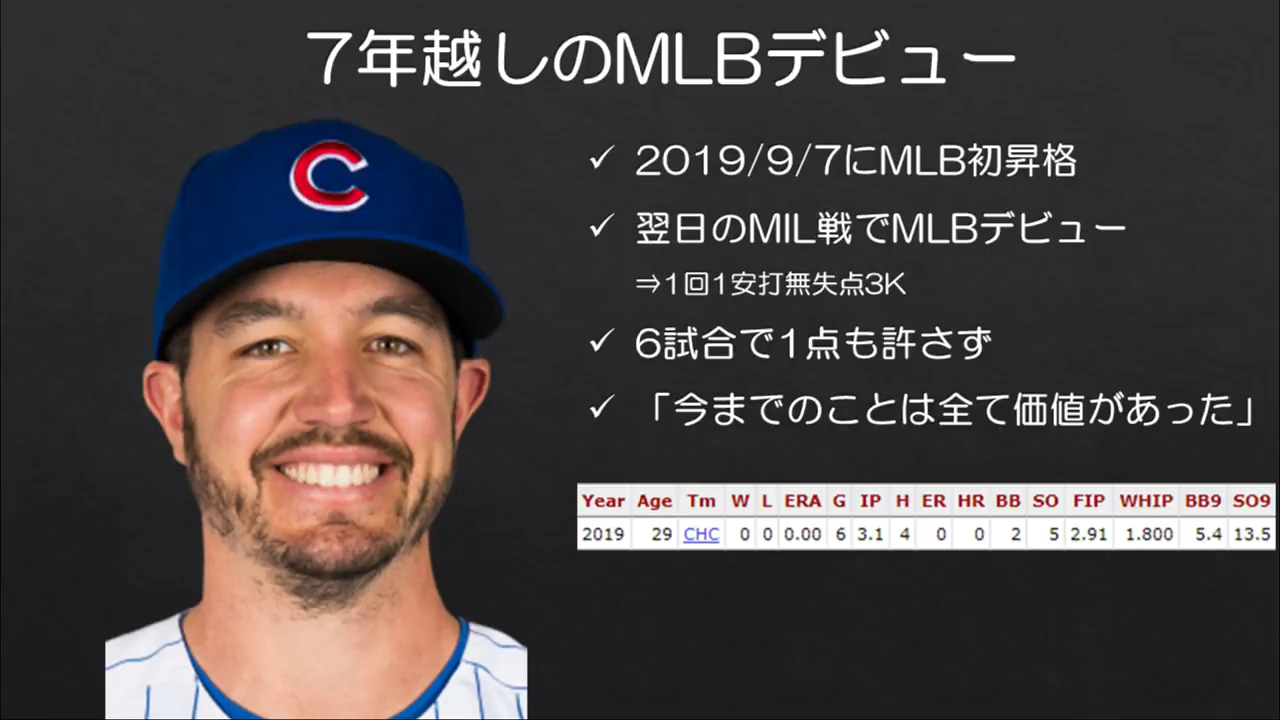 7年越しのMLBデビュー
C
✓ 2019/9/7にMLB初昇格
✓ 翌日のMIL戦でMLBデビュー
⇒1回1安打無失点3K
✓ 6試合で1点も許さず
✓ 「今までのことは全て価値があった」
Year Age Tm W L ERA G IP H ER HR BB SO FIP WHIP BB9 SO9
2019 29 CHC 0 0 0.00 6 3.1 4 0 0 2 5 2.91 1.800 5.4 13.5